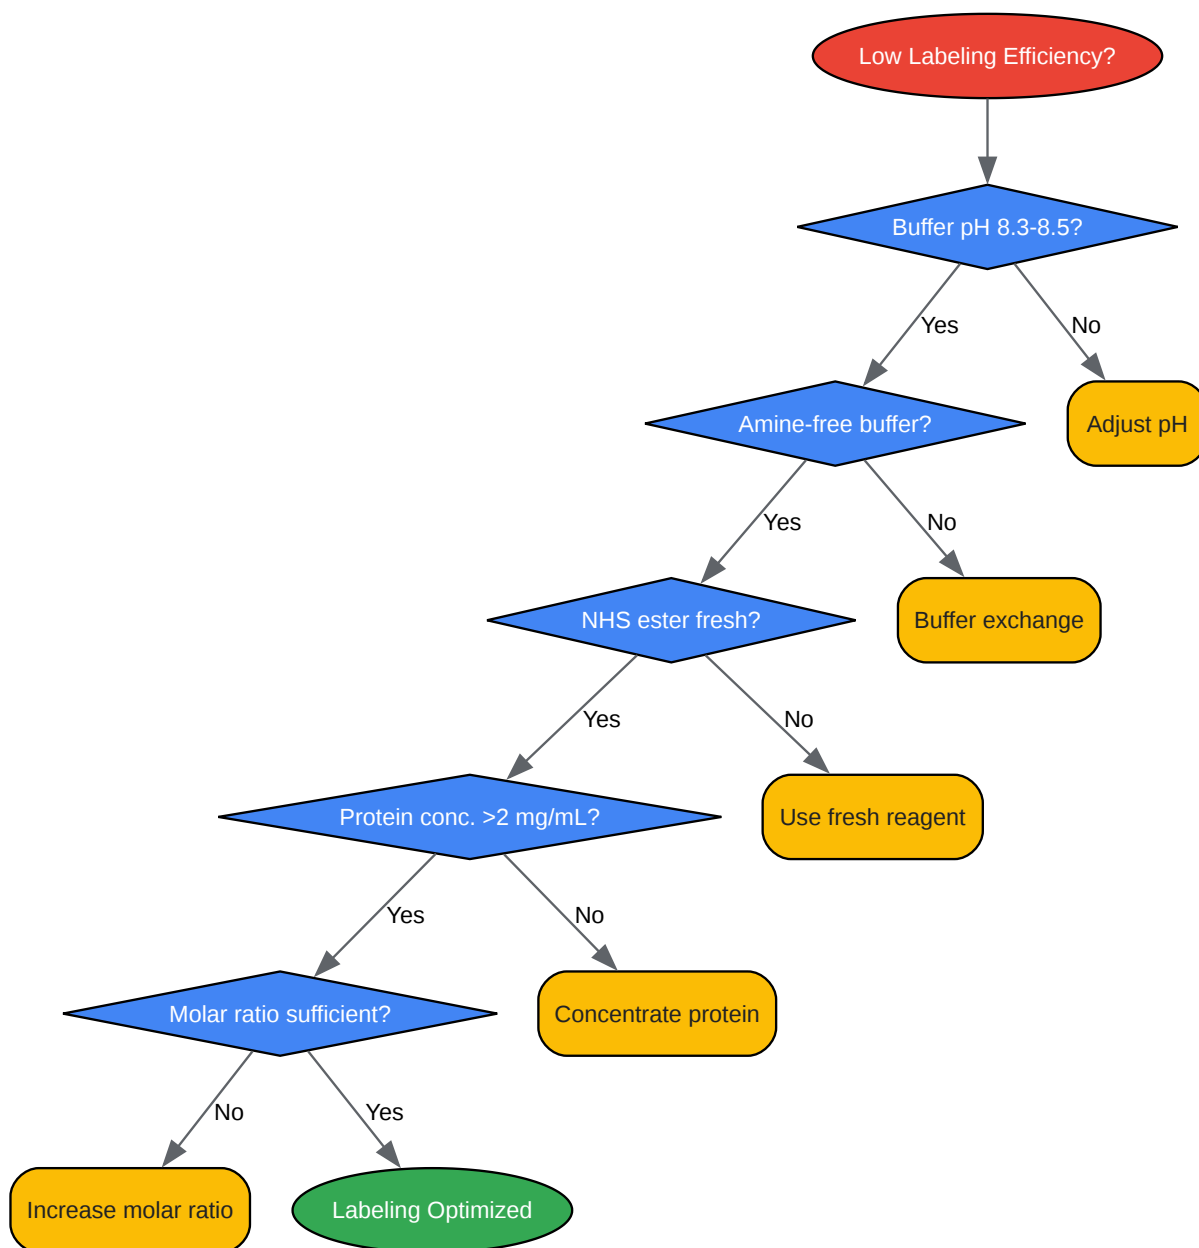 Low Labeling Efficiency?
Buffer pH 8.3-8.5?
Yes
No
Amine-free buffer?
Adjust pH
Yes
No
NHS ester fresh?
Buffer exchange
Yes
No
Protein conc. >2 mg/mL?
Use fresh reagent
Yes
No
Molar ratio sufficient?
Concentrate protein
No
Yes
Increase molar ratio
Labeling Optimized